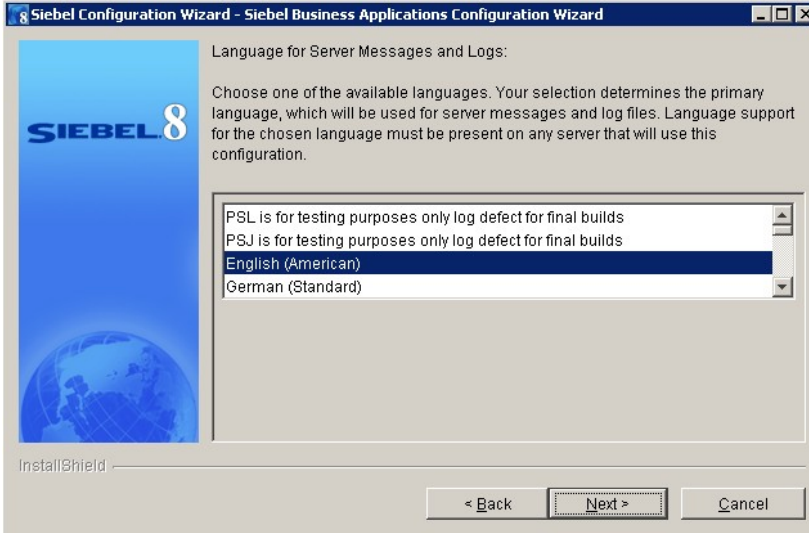 8 Siebel Configuration Wizard - Siebel Business Applications Configuration Wizard
Language for Server Messages and Logs:
Choose one of the available languages. Your selection determines the primary
language, which will be used for server messages and log files. Language support
for the chosen language must be present on any server that will use this
configuration.
SIEBEL. 8
PSL is for testing purposes only log defect for final builds
PSJ is for testing purposes only log defect for final builds
English (American)
German (Standard)
InstallShield
< Back
Next >
Cancel